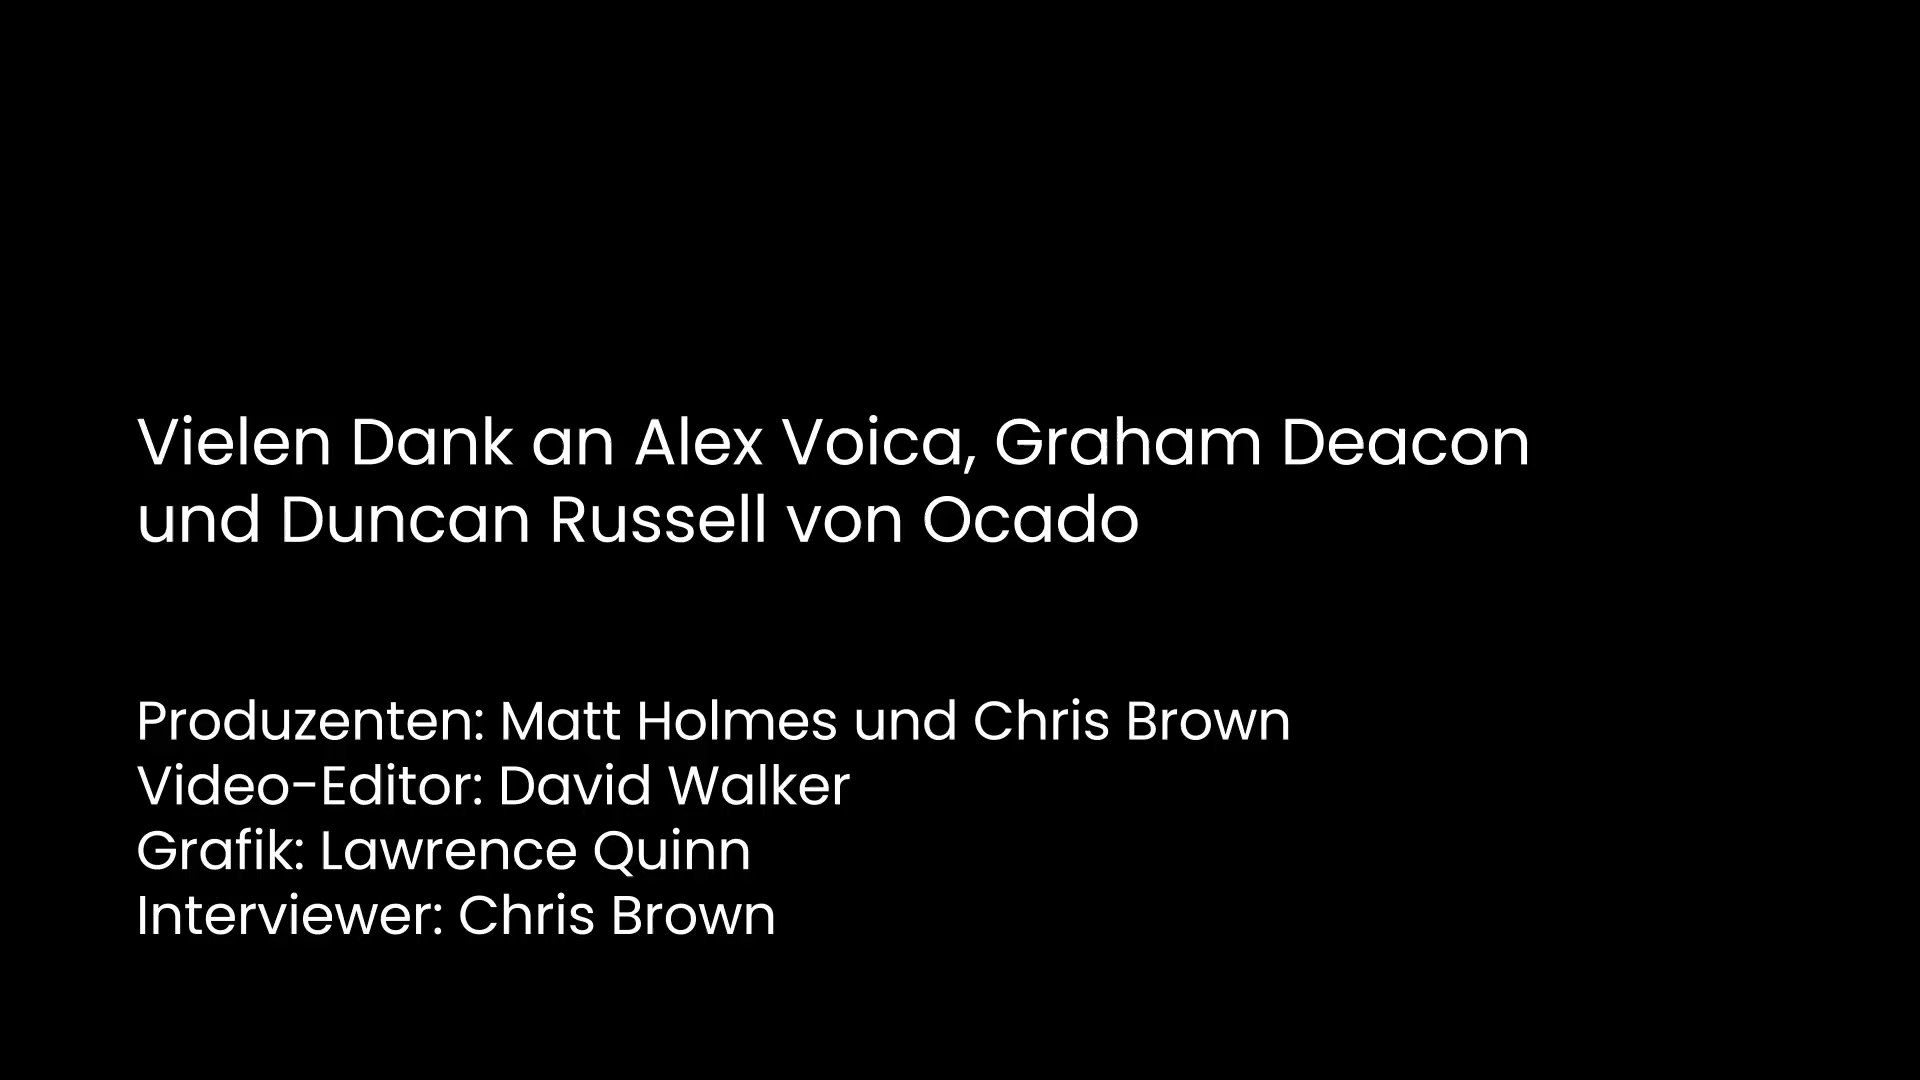 Vielen Dank an Alex Voica, Graham Deacon
und Duncan Russell von Ocado
Produzenten: Matt Holmes und Chris Brown
Video-Editor: David Walker
Grafik: Lawrence Quinn
Interviewer: Chris Brown